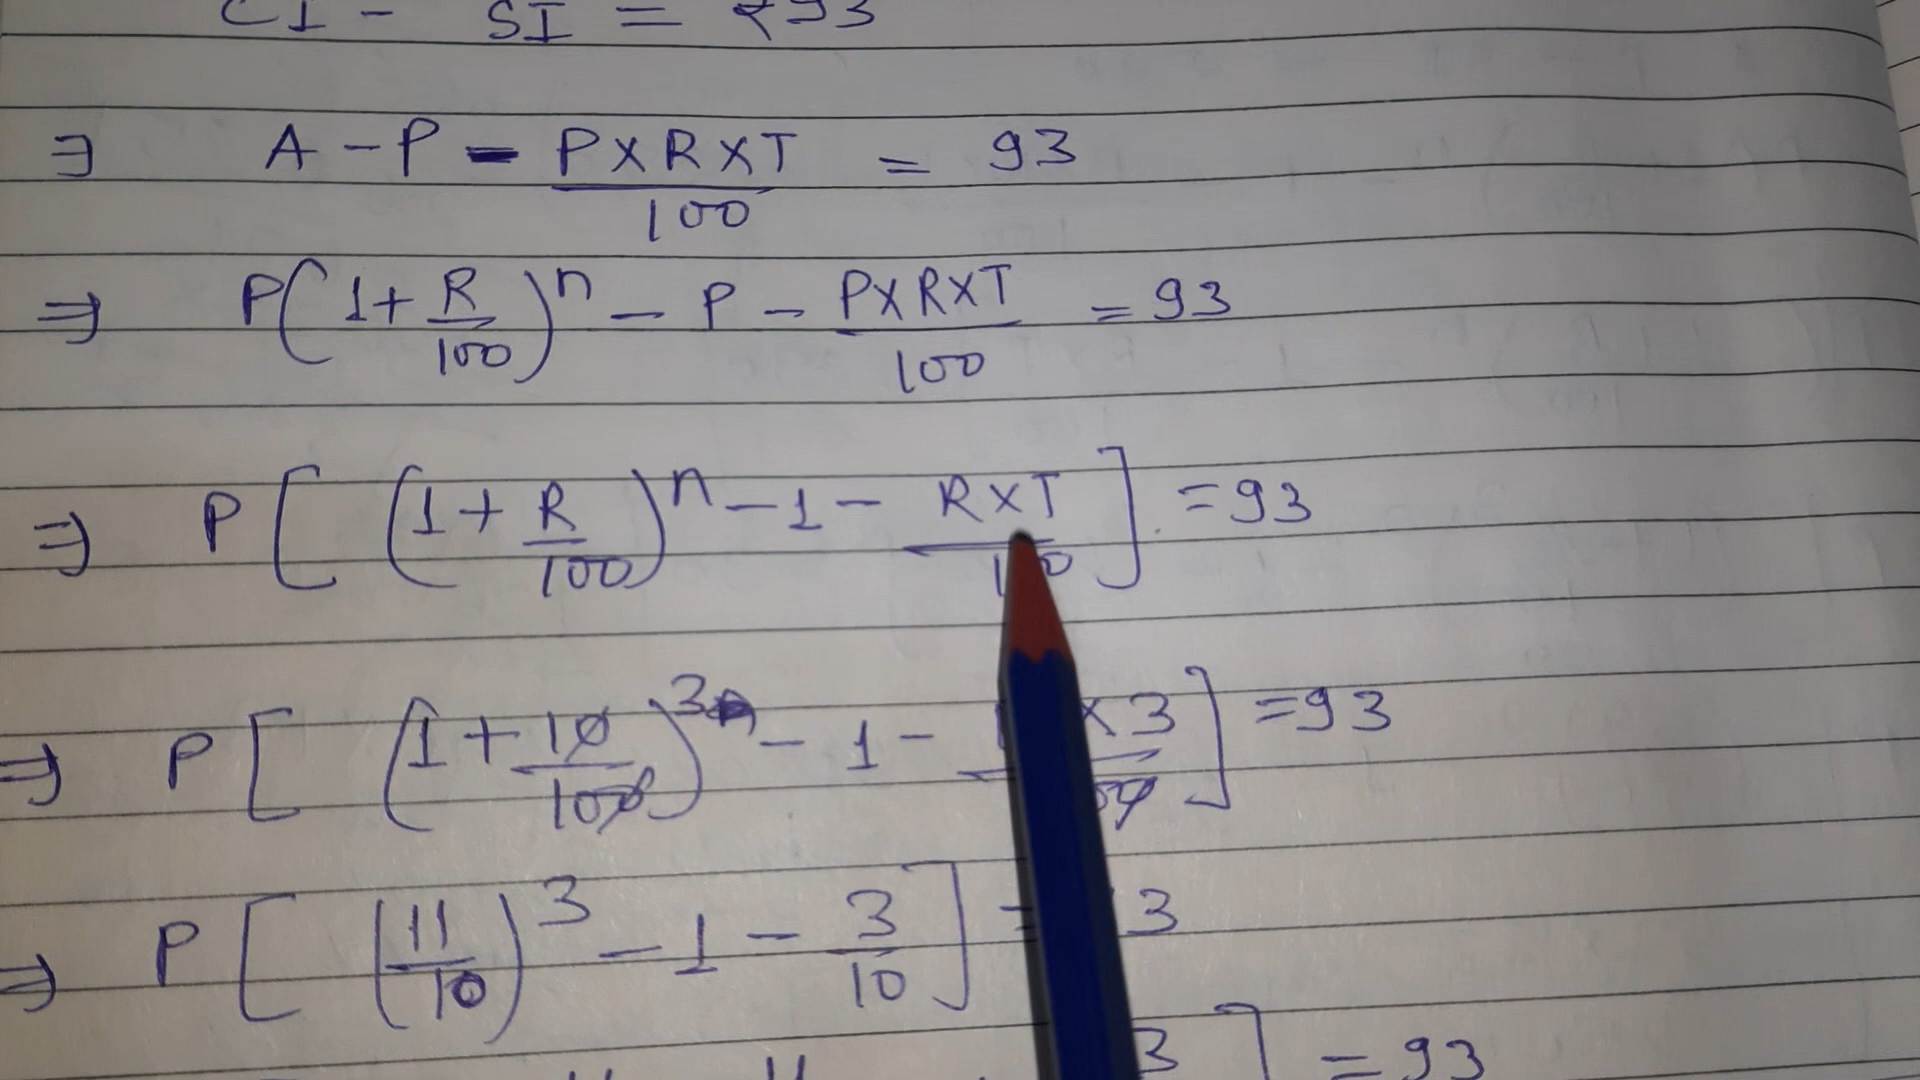 CI - SI = ₹93
⇒ A - P - P×R×T/100 = 93
⇒ P(1+R/100)^n - P - P×R×T/100 = 93
⇒ P[(1+R/100)^n - 1 - R×T/100] = 93
⇒ P[(1+10/100)^3 - 1 - ×3/] = 93
⇒ P[(11/10)^3 - 1 - 3/10] = 3
3] = 93